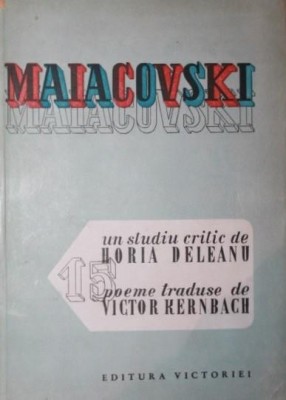 MAIACOVSKI
MAIACOVSKI
un studiu critic de
HORIA DELEANU
15
poeme traduse de
VICTOR KERNBACH
EDITURA VICTORIEI